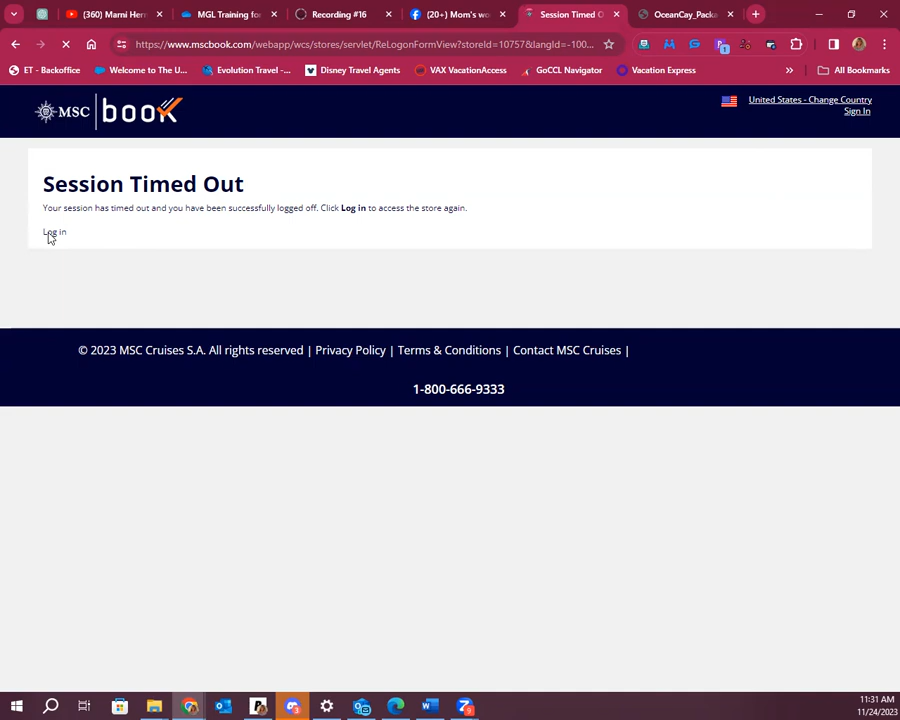 (360) Marni Her
MGL Training fo
Recording #16
(20+) Mom's wo
Session Timed O
OceanCay_Packa
https://www.mscbook.com/webapp/wcs/stores/servlet/ReLogonFormView?storeId=10757&langId=-100...
ET - Backoffice
Welcome to The U...
Evolution Travel -...
Disney Travel Agents
VAX VacationAccess
GoCCL Navigator
Vacation Express
»
All Bookmarks
MSC book
United States - Change Country
Sign In
Session Timed Out
Your session has timed out and you have been successfully logged off. Click Log in to access the store again.
Log in
© 2023 MSC Cruises S.A. All rights reserved | Privacy Policy | Terms & Conditions | Contact MSC Cruises |
1-800-666-9333
11:31 AM
11/24/2023